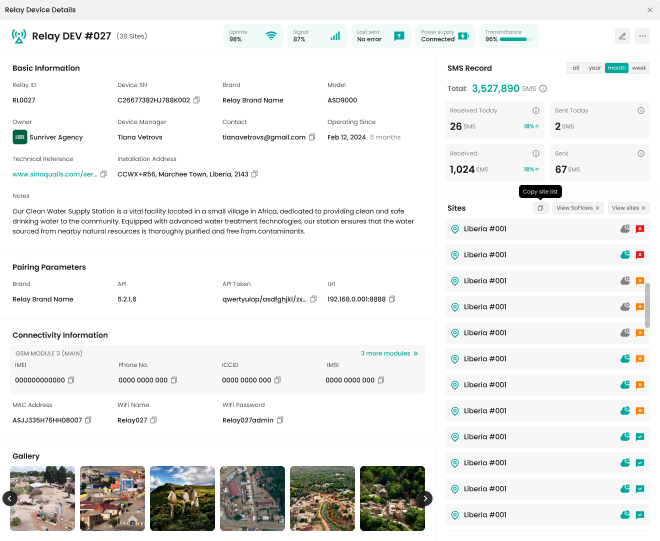 Relay Device Details
Relay DEV #027 (38 Sites)
Uptime
98%
Signal
87%
Last sent
No error
Power supply
Connected
Transmittance
96%
Basic Information
Relay ID
RL0027
Device SN
C26677382HJ788K002
Brand
Relay Brand Name
Model
ASD9000
Owner
Sunriver Agency
Device Manager
Tiana Vetrovs
Contact
tianavetrovs@gmail.com
Operating Since
Feb 12, 2024 5 months
Technical Reference
www.sinoqualis.com/ser...
Installation Address
CCWX+R56, Marchee Town, Liberia, 2143
Notes
Our Clean Water Supply Station is a vital facility located in a small village in Africa, dedicated to providing clean and safe
drinking water to the community. Equipped with advanced water treatment technologies, our station ensures that the water
sourced from nearby natural resources is thoroughly purified and free from contaminants.
Pairing Parameters
Brand
Relay Brand Name
API
5.2.1.6
API Taken
qwertyuiop/asdfghjkl/zx...
Url
192.168.0.001:8888
Connectivity Information
GSM MODULE 3 (MAIN)
3 more modules »
IMEI
000000000000
Phone No.
0000 0000 000
ICCID
0000 0000 000
IMSI
0000 0000 000
MAC Address
ASJJ335H76HH08007
WiFi Name
Relay027
WiFi Password
Relay027admin
Gallery
SMS Record
all year month week
Total: 3,527,890 SMS
Received Today
26 SMS
18%
Sent Today
2 SMS
Received
1,024 SMS
18%
Sent
67 SMS
Copy site list
Sites
View SoFlows »
View sites »
Liberia #001
Liberia #001
Liberia #001
Liberia #001
Liberia #001
Liberia #001
Liberia #001
Liberia #001
Liberia #001
Liberia #001
Liberia #001
Liberia #001